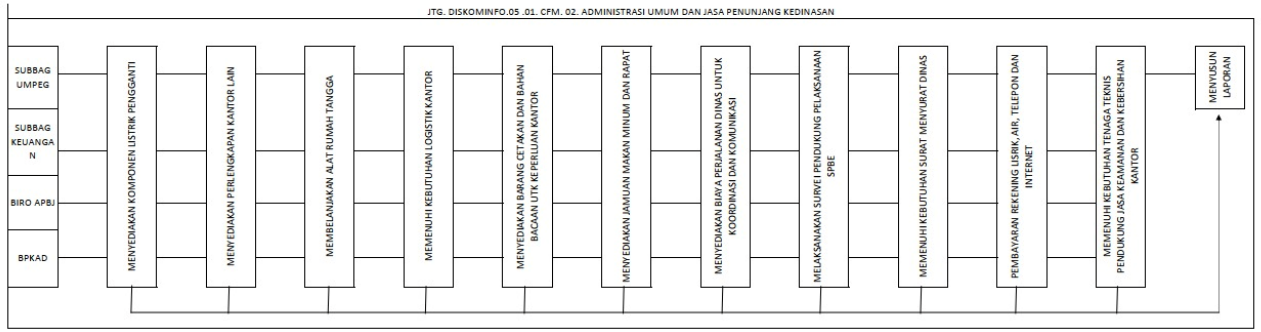 JTG. DISKOMINFO.05 .01. CFM. 02. ADMINISTRASI UMUM DAN JASA PENUNJANG KEDINASAN
SUBBAG
UMPEG
SUBBAG
KEUANGA
N
BIRO APBJ
BPKAD
MENYEDIAKAN KOMPONEN LISTRIK PENGGANTI
MENYEDIAKAN PERLENGKAPAN KANTOR LAIN
MEMBELANJAKAN ALAT RUMAH TANGGA
MEMENUHI KEBUTUHAN LOGISTIK KANTOR
MENYEDIAKAN BARANG CETAKAN DAN BAHAN
BACAAN UTK KEPERLUAN KANTOR
MENYEDIAKAN JAMUAN MAKAN MINUM DAN RAPAT
MENYEDIAKAN BIAYA PERJALANAN DINAS UNTUK
KOORDINASI DAN KOMUNIKASI
MELAKSANAKAN SURVEI PENDUKUNG PELAKSANAAN
SPBE
MEMENUHI KEBUTUHAN SURAT MENYURAT DINAS
PEMBAYARAN REKENING LISRIK, AIR, TELEPON DAN
INTERNET
MEMENUHI KEBUTUHAN TENAGA TEKNIS
PENDUKUNG JASA KEAMANAN DAN KEBERSIHAN
KANTOR
MENYUSUN
LAPORAN